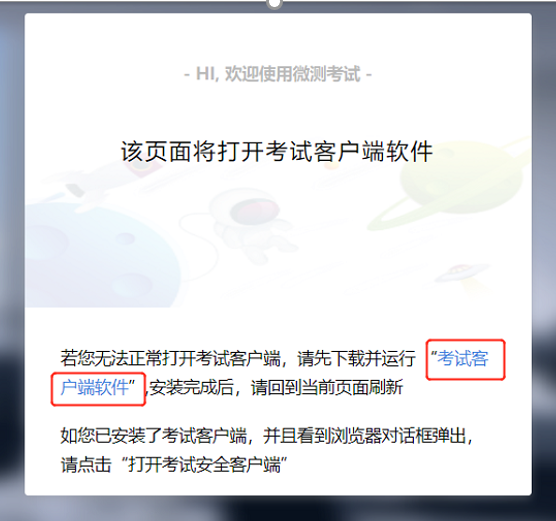 - HI, 欢迎使用微测考试 -
该页面将打开考试客户端软件
若您无法正常打开考试客户端，请先下载并运行 “考试客
户端软件”,安装完成后，请回到当前页面刷新
如您已安装了考试客户端，并且看到浏览器对话框弹出，
请点击“打开考试安全客户端”